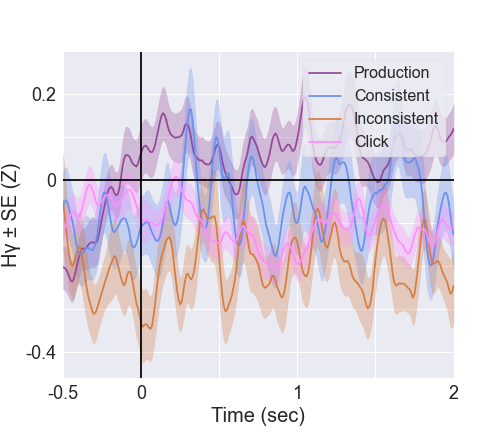 Production
Consistent
Inconsistent
Click
0.2
0
-0.4
Hγ ± SE (Z)
-0.5
0
1
2
Time (sec)